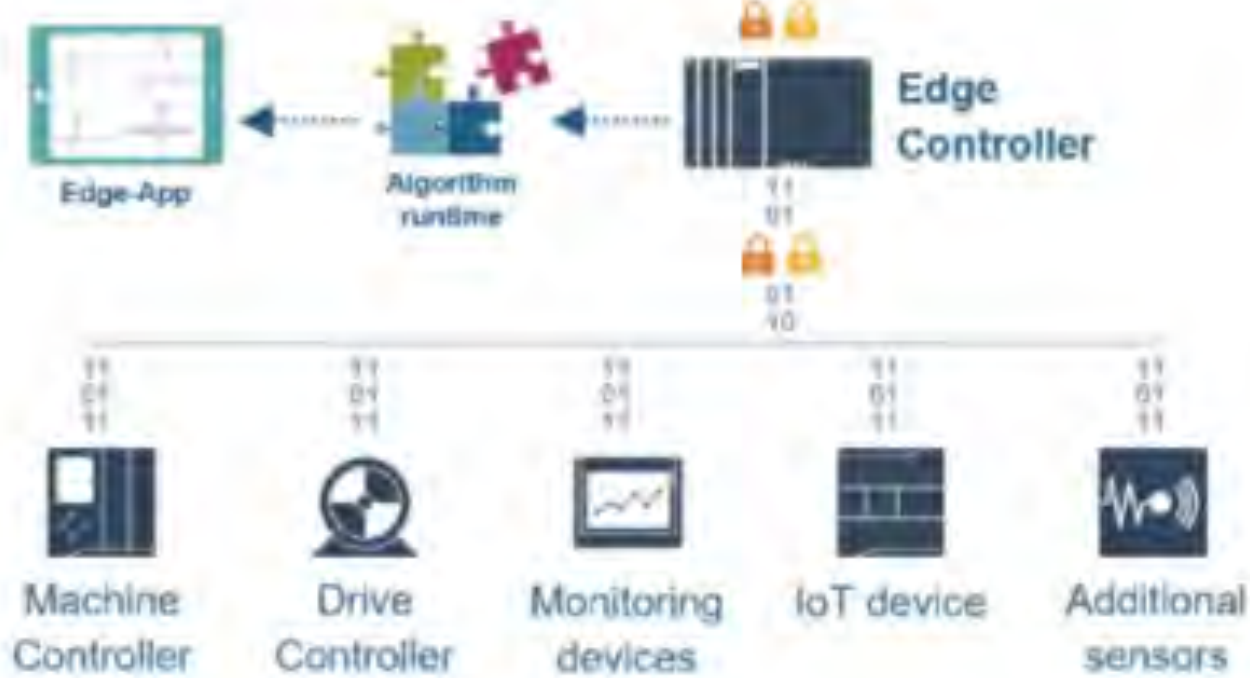 Edge
Controller
Edge-App
Algorithm
runtime
11
01
01
10
11
01
11
11
01
11
11
01
11
11
01
11
11
01
11
Machine
Controller
Drive
Controller
Monitoring
devices
IoT device
Additional
sensors